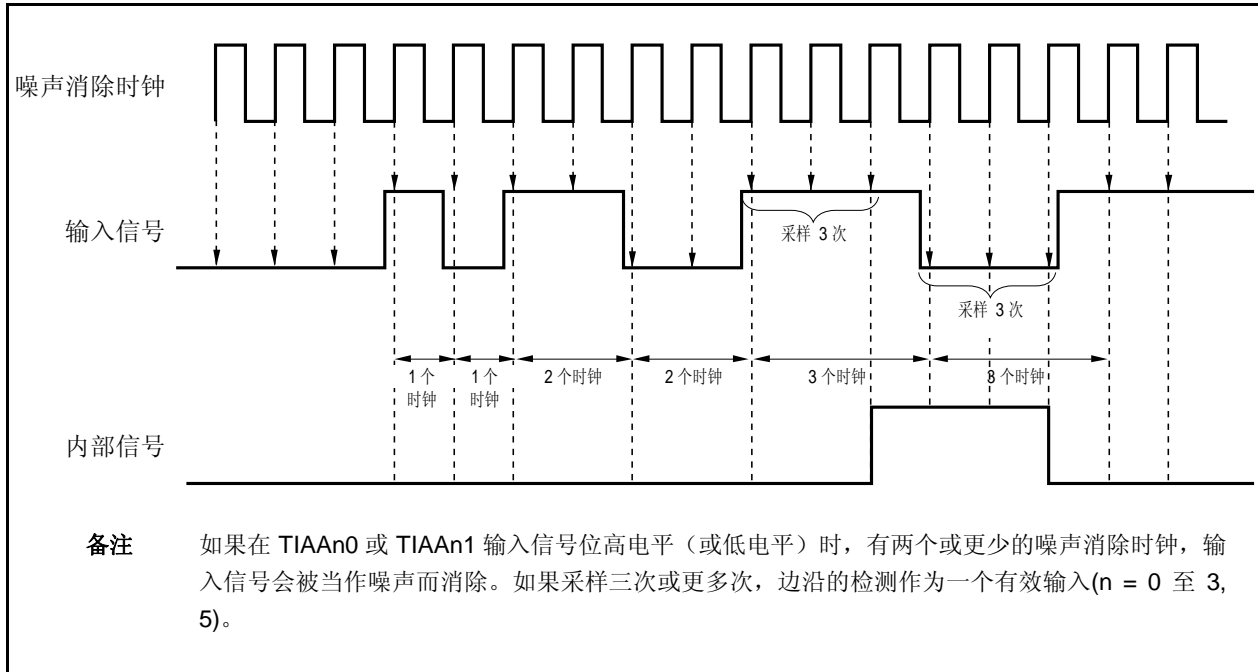 噪声消除时钟
输入信号
采样 3 次
采样 3 次
1 个
时钟
1 个
时钟
2 个时钟
2 个时钟
3 个时钟
3 个时钟
内部信号
备注 如果在 TIAAn0 或 TIAAn1 输入信号位高电平（或低电平）时，有两个或更少的噪声消除时钟，输
入信号会被当作噪声而消除。如果采样三次或更多次，边沿的检测作为一个有效输入(n = 0 至 3,
5)。